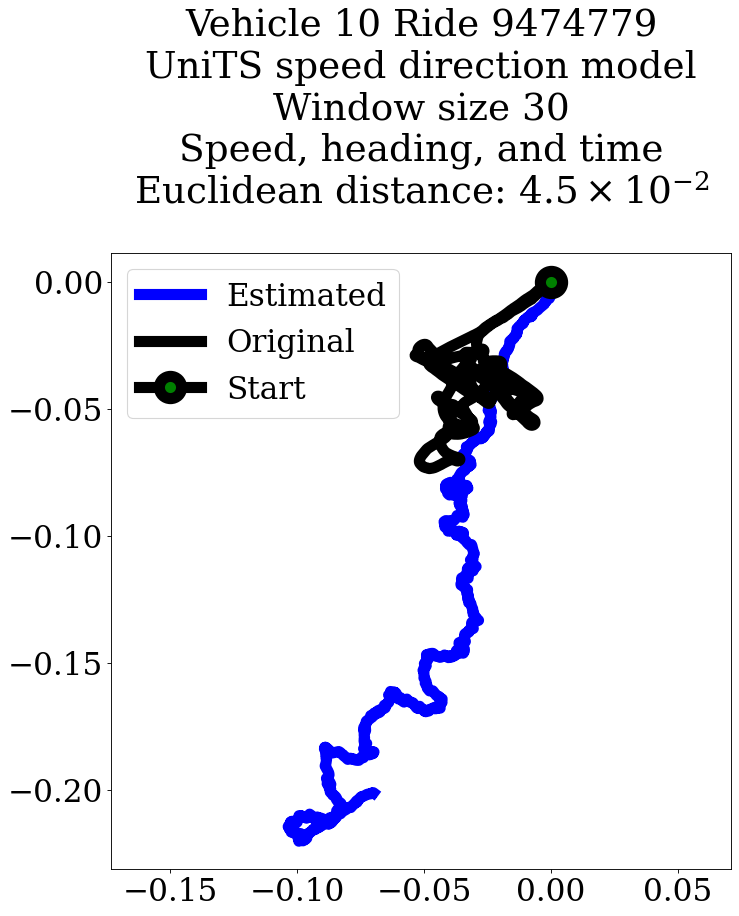 Vehicle 10 Ride 9474779
UniTS speed direction model
Window size 30
Speed, heading, and time
Euclidean distance: 4.5 × 10⁻²
Estimated
Original
Start
0.00
−0.05
−0.10
−0.15
−0.20
−0.15
−0.10
−0.05
0.00
0.05